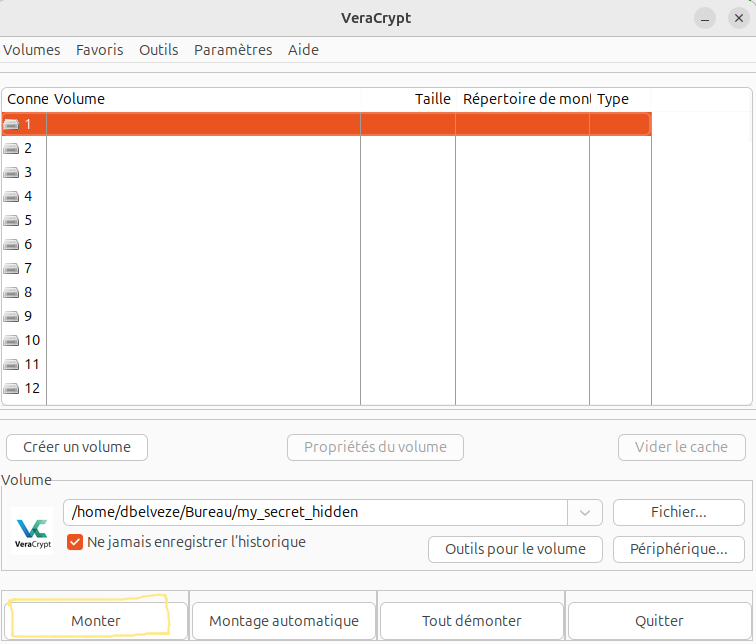 VeraCrypt
Volumes Favoris Outils Paramètres Aide
Conne Volume Taille Répertoire de mont Type
1
2
3
4
5
6
7
8
9
10
11
12
Créer un volume Propriétés du volume Vider le cache
Volume
/home/dbelveze/Bureau/my_secret_hidden Fichier...
VeraCrypt
Ne jamais enregistrer l'historique Outils pour le volume Périphérique...
Monter Montage automatique Tout démonter Quitter